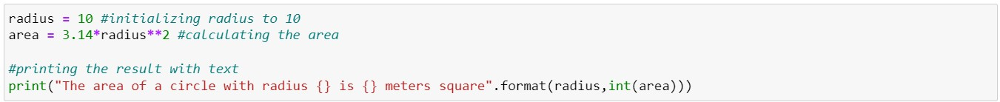 radius = 10 #initializing radius to 10
area = 3.14*radius**2 #calculating the area
#printing the result with text
print("The area of a circle with radius {} is {} meters square".format(radius,int(area)))